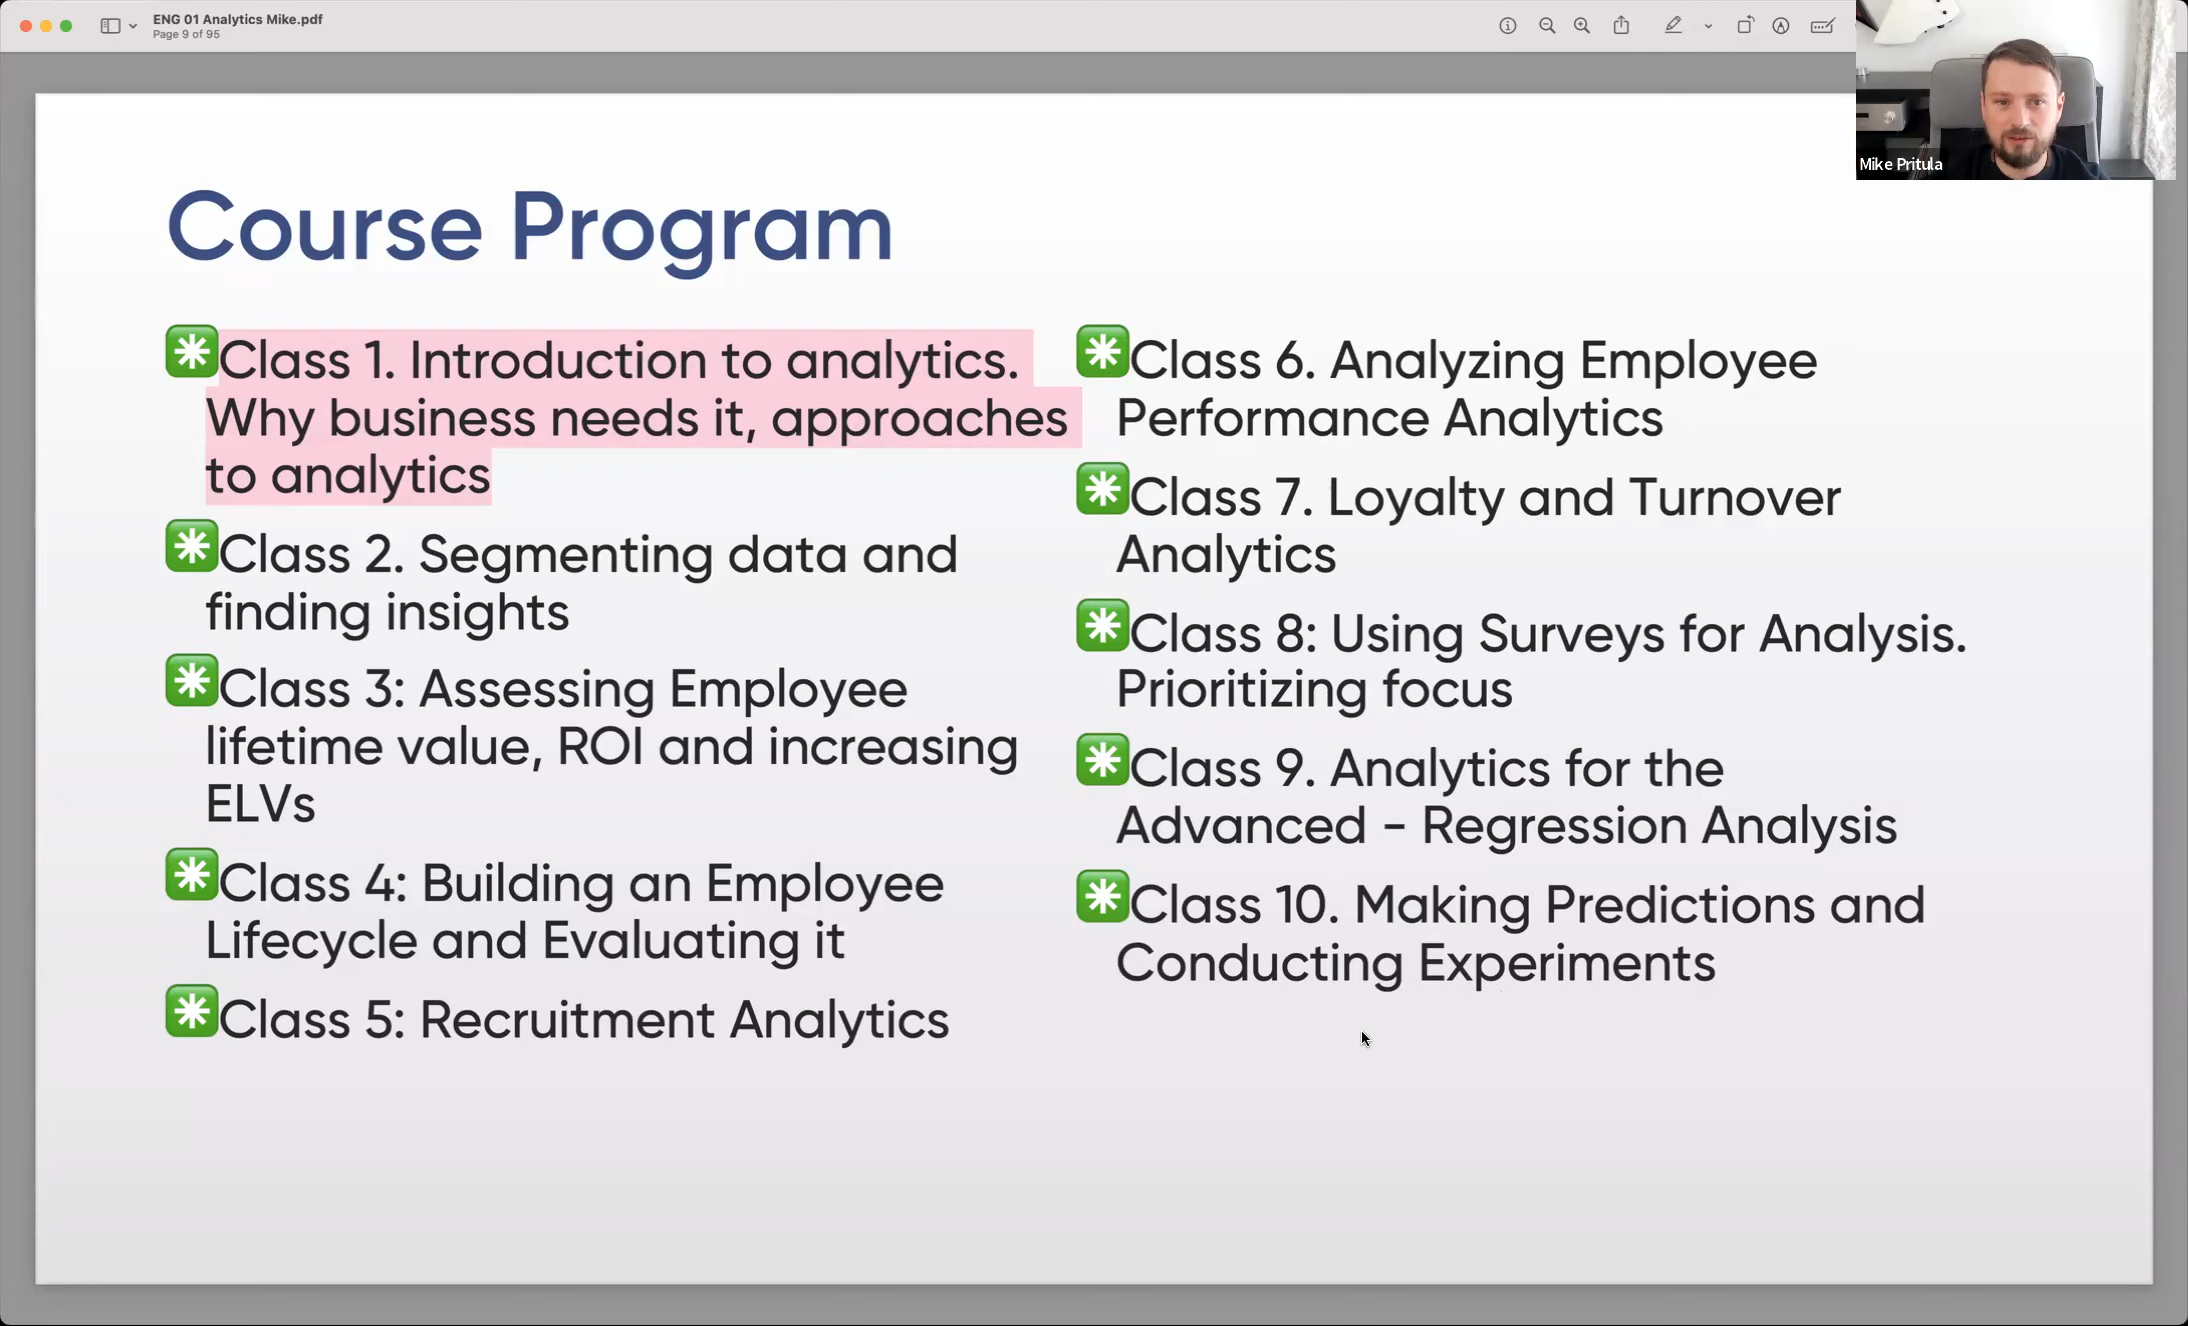 ENG 01 Analytics Mike.pdf
Page 9 of 95
Mike Pritula
Course Program
Class 1. Introduction to analytics.
Why business needs it, approaches
to analytics
Class 2. Segmenting data and
finding insights
Class 3: Assessing Employee
lifetime value, ROI and increasing
ELVs
Class 4: Building an Employee
Lifecycle and Evaluating it
Class 5: Recruitment Analytics
Class 6. Analyzing Employee
Performance Analytics
Class 7. Loyalty and Turnover
Analytics
Class 8: Using Surveys for Analysis.
Prioritizing focus
Class 9. Analytics for the
Advanced - Regression Analysis
Class 10. Making Predictions and
Conducting Experiments